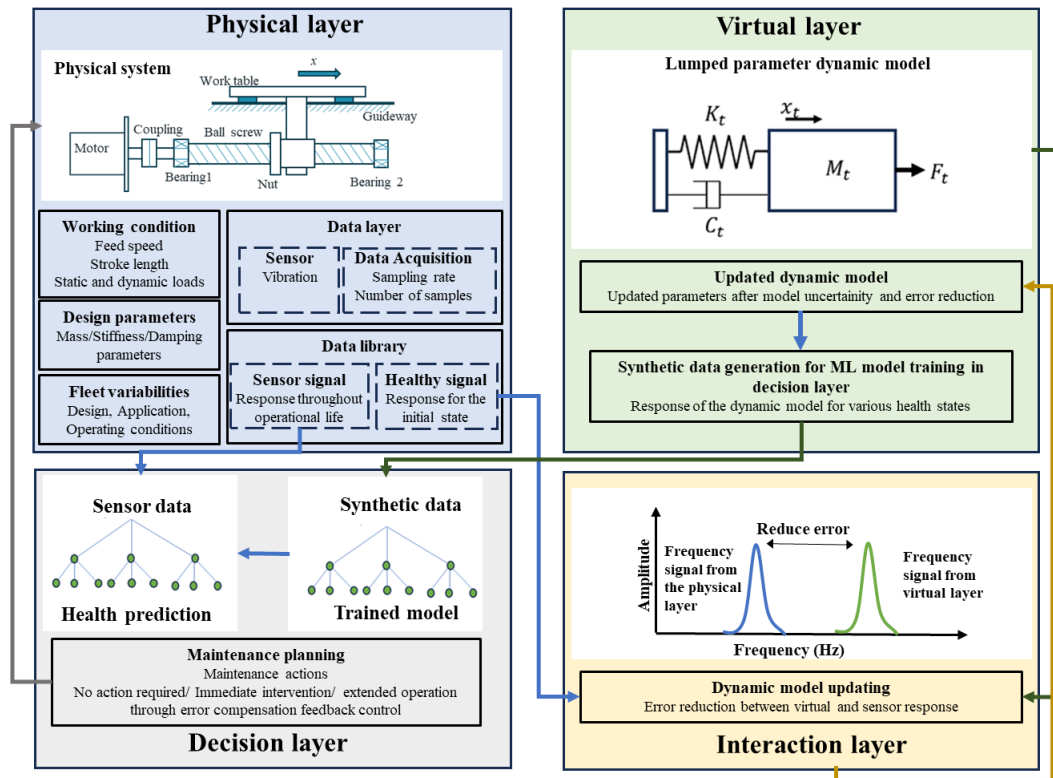 Physical layer
Physical system
x
Work table
Guideway
Coupling
Ball screw
Motor
Bearing1
Nut
Bearing 2
Working condition
Feed speed
Stroke length
Static and dynamic loads
Design parameters
Mass/Stiffness/Damping
parameters
Fleet variabilities
Design, Application,
Operating conditions
Data layer
Sensor
Vibration
Data Acquisition
Sampling rate
Number of samples
Data library
Sensor signal
Response throughout
operational life
Healthy signal
Response for the
initial state
Virtual layer
Lumped parameter dynamic model
K_t
x_t
M_t
F_t
C_t
Updated dynamic model
Updated parameters after model uncertainity and error reduction
Synthetic data generation for ML model training in
decision layer
Response of the dynamic model for various health states
Sensor data
Health prediction
Synthetic data
Trained model
Maintenance planning
Maintenance actions
No action required/ Immediate intervention/ extended operation
through error compensation feedback control
Decision layer
Reduce error
Amplitude
Frequency
signal from
the physical
layer
Frequency
signal from
virtual layer
Frequency (Hz)
Dynamic model updating
Error reduction between virtual and sensor response
Interaction layer